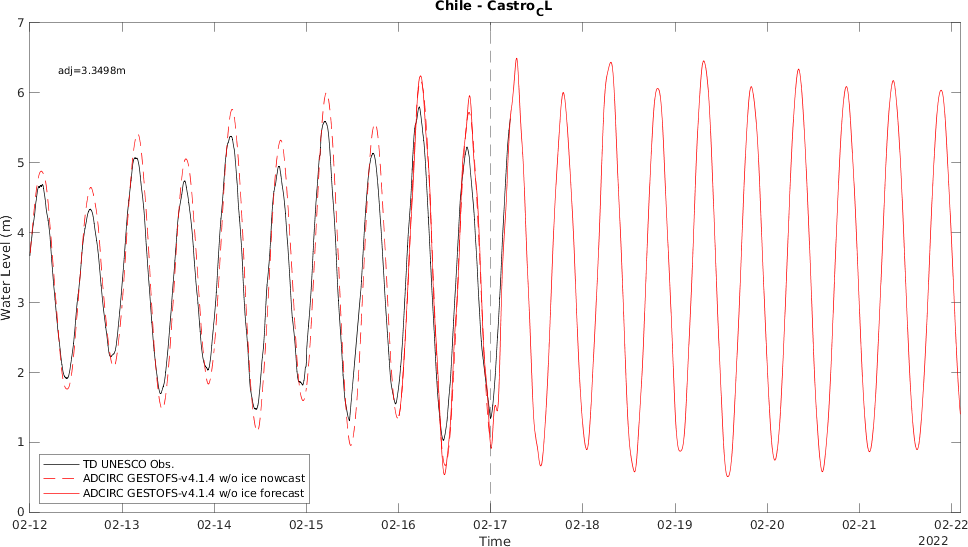 Chile - Castro_CL
adj=3.3498m
Water Level (m)
7
6
5
4
3
2
1
0
TD UNESCO Obs.
ADCIRC GESTOFS-v4.1.4 w/o ice nowcast
ADCIRC GESTOFS-v4.1.4 w/o ice forecast
02-12 02-13 02-14 02-15 02-16 02-17 02-18 02-19 02-20 02-21 02-22
Time
2022